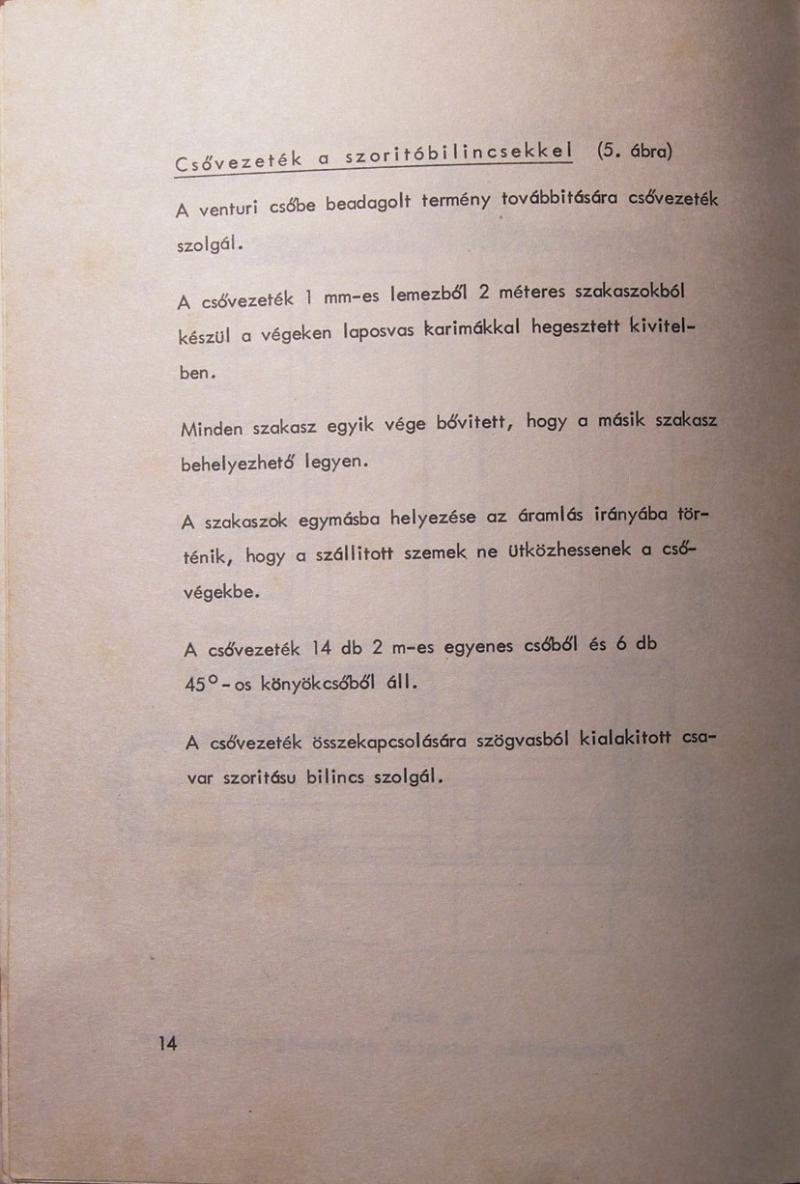 Csővezeték a szoritóbilincsekkel (5. ábra)
A venturi csőbe beadagolt termény továbbitására csővezeték
szolgál.
A csővezeték 1 mm-es lemezből 2 méteres szakaszokból
készül a végeken laposvas karimákkal hegesztett kivitel-
ben.
Minden szakasz egyik vége bővitett, hogy a másik szakasz
behelyezhető legyen.
A szakaszok egymásba helyezése az áramlás irányába tör-
ténik, hogy a szállitott szemek ne ütközhessenek a cső-
végekbe.
A csővezeték 14 db 2 m-es egyenes csőből és 6 db
45°-os könyökcsőből áll.
A csővezeték összekapcsolására szögvasból kialakitott csa-
var szoritásu bilincs szolgál.
14